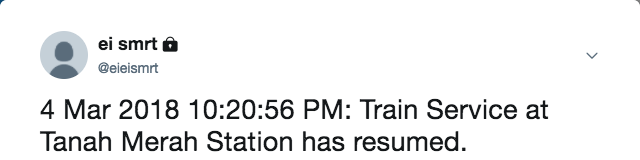 ei smrt
@eieismrt
4 Mar 2018 10:20:56 PM: Train Service at
Tanah Merah Station has resumed.